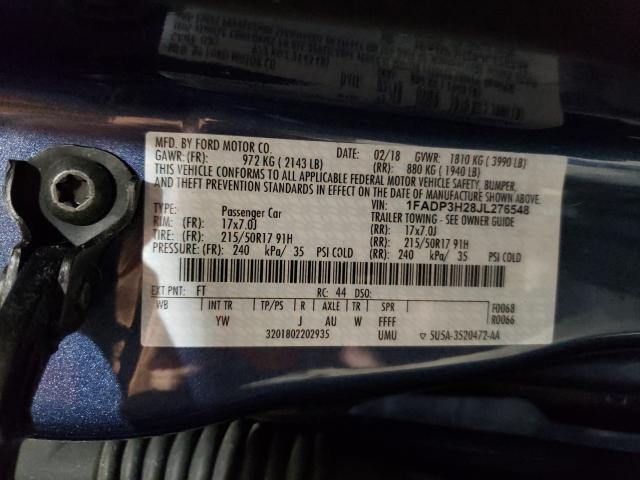 MFD. BY FORD MOTOR CO.
DATE: 02/18 GVWR: 1810 KG ( 3990 LB)
GAWR: (FR): 972 KG ( 2143 LB) (RR): 880 KG ( 1940 LB)
THIS VEHICLE CONFORMS TO ALL APPLICABLE FEDERAL MOTOR VEHICLE SAFETY, BUMPER,
AND THEFT PREVENTION STANDARDS IN EFFECT ON THE DATE OF MANUFACTURE SHOWN ABOVE.
VIN: 1FADP3H28JL276548
TYPE: Passenger Car TRAILER TOWING - SEE OWNER GUIDE
RIM: (FR): 17x7.0J (RR): 17x7.0J
TIRE: (FR): 215/50R17 91H (RR): 215/50R17 91H
PRESSURE: (FR): 240 kPa/ 35 PSI COLD (RR): 240 kPa/ 35 PSI COLD
EXT PNT: FT RC: 44 DSO:
WB INT TR TP/PS R AXLE TR SPR F0068
YW J AU W FFFF R0066
3201802202935 UMU ▽ 5U5A-3520472-AA